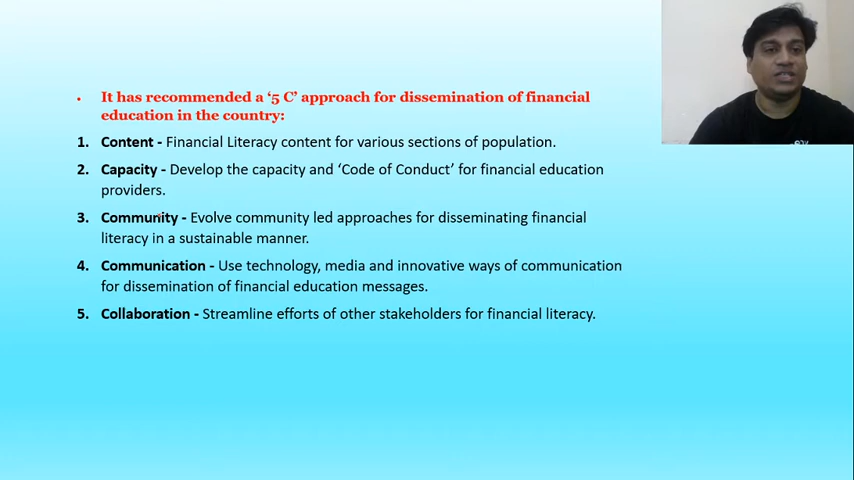 • It has recommended a ‘5 C’ approach for dissemination of financial
education in the country:
1. Content - Financial Literacy content for various sections of population.
2. Capacity - Develop the capacity and ‘Code of Conduct’ for financial education
providers.
3. Community - Evolve community led approaches for disseminating financial
literacy in a sustainable manner.
4. Communication - Use technology, media and innovative ways of communication
for dissemination of financial education messages.
5. Collaboration - Streamline efforts of other stakeholders for financial literacy.